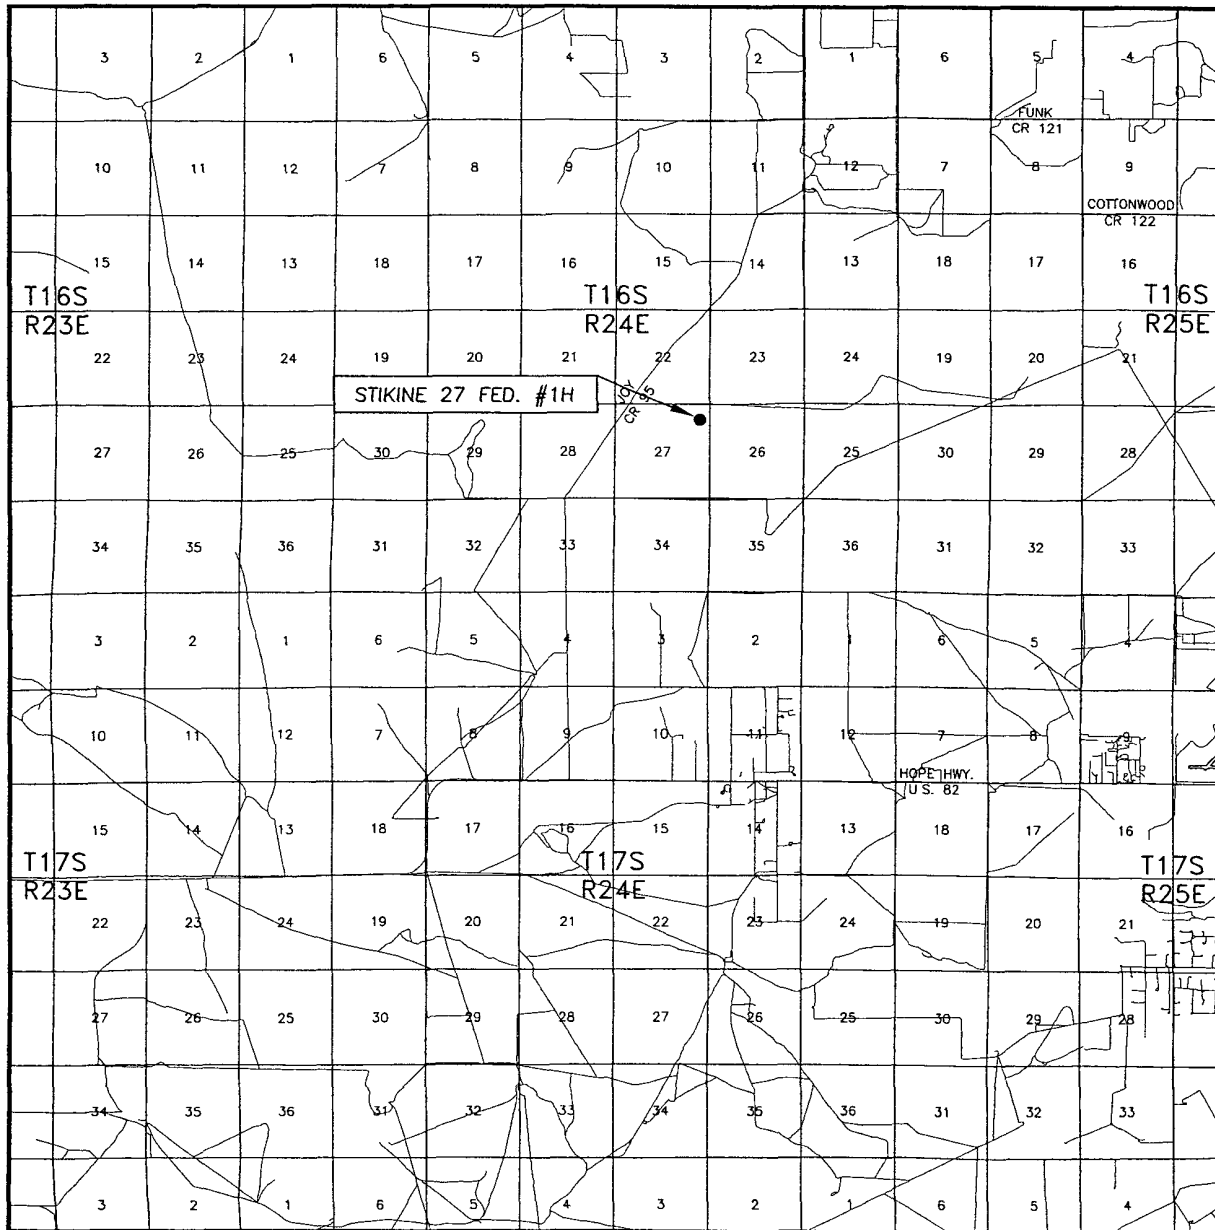 3 2 1 6 5 4 3 2 1 6 5 4
FUNK
CR 121
10 11 12 7 8 9 10 11 12 7 8 9
COTTONWOOD
CR 122
15 14 13 18 17 16 15 14 13 18 17 16
T16S T16S T16S
R23E R24E R25E
22 23 24 19 20 21 22 23 24 19 20 21
STIKINE 27 FED. #1H
JOY
CR 95
27 26 25 30 29 28 27 26 25 30 29 28
34 35 36 31 32 33 34 35 36 31 32 33
3 2 1 6 5 4 3 2 1 6 5 4
10 11 12 7 8 9 10 11 12 7 8 9
HOPE HWY.
U.S. 82
15 14 13 18 17 16 15 14 13 18 17 16
T17S T17S T17S
R23E R24E R25E
22 23 24 19 20 21 22 23 24 19 20 21
27 26 25 30 29 28 27 26 25 30 29 28
34 35 36 31 32 33 34 35 36 31 32 33
3 2 1 6 5 4 3 2 1 6 5 4